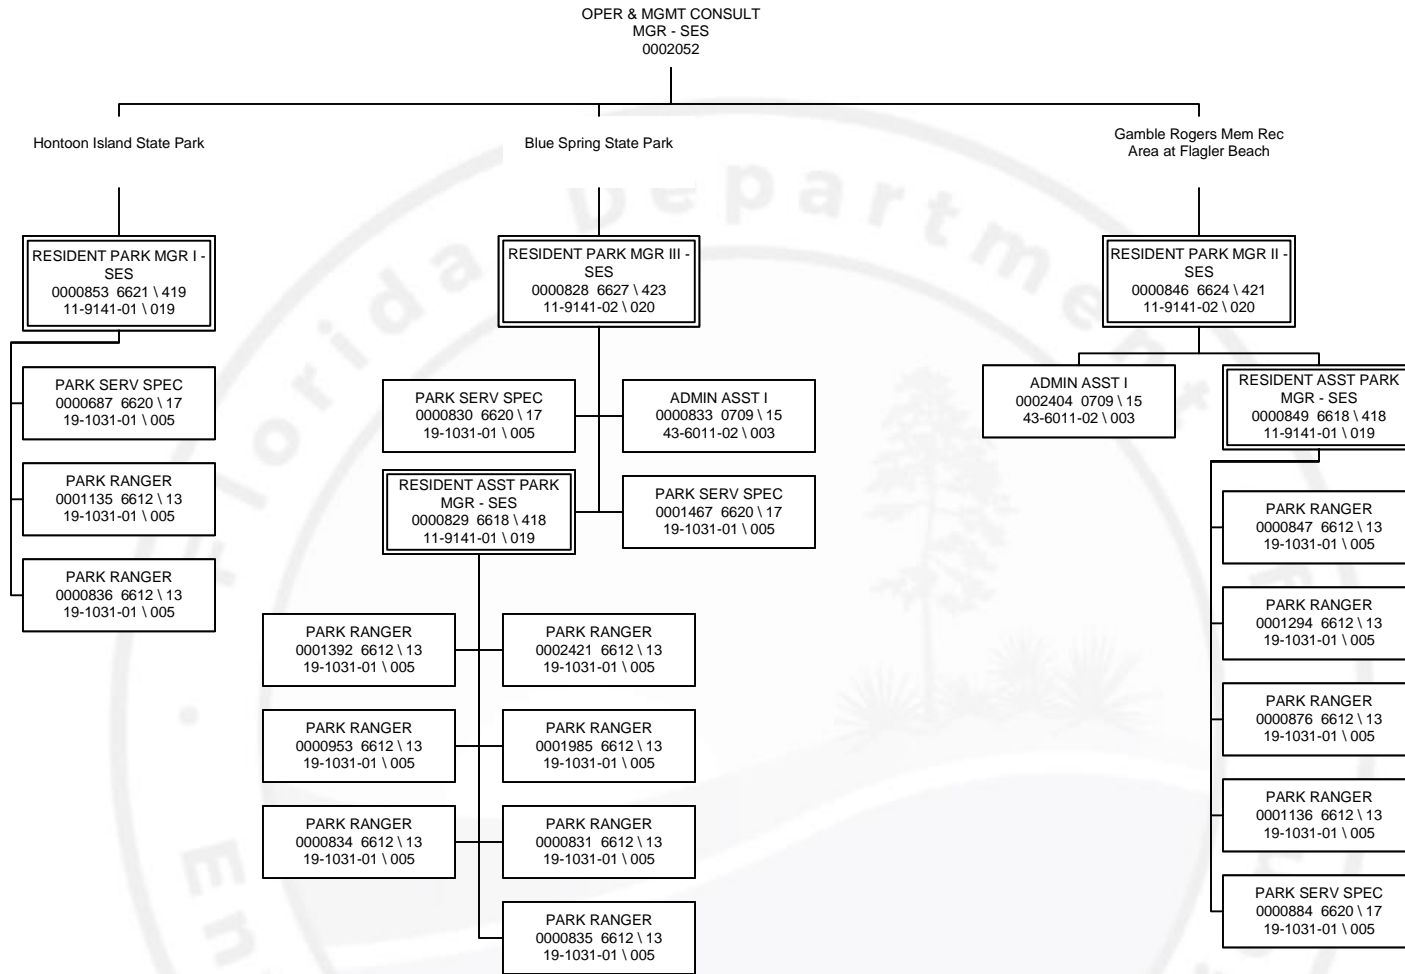 OPER & MGMT CONSULT
MGR - SES
0002052
Hontoon Island State Park
Blue Spring State Park
Gamble Rogers Mem Rec
Area at Flagler Beach
RESIDENT PARK MGR I -
SES
0000853 6621 \ 419
11-9141-01 \ 019
RESIDENT PARK MGR III -
SES
0000828 6627 \ 423
11-9141-02 \ 020
RESIDENT PARK MGR II -
SES
0000846 6624 \ 421
11-9141-02 \ 020
PARK SERV SPEC
0000687 6620 \ 17
19-1031-01 \ 005
PARK RANGER
0001135 6612 \ 13
19-1031-01 \ 005
PARK RANGER
0000836 6612 \ 13
19-1031-01 \ 005
PARK SERV SPEC
0000830 6620 \ 17
19-1031-01 \ 005
ADMIN ASST I
0000833 0709 \ 15
43-6011-02 \ 003
RESIDENT ASST PARK
MGR - SES
0000829 6618 \ 418
11-9141-01 \ 019
PARK SERV SPEC
0001467 6620 \ 17
19-1031-01 \ 005
PARK RANGER
0001392 6612 \ 13
19-1031-01 \ 005
PARK RANGER
0002421 6612 \ 13
19-1031-01 \ 005
PARK RANGER
0000953 6612 \ 13
19-1031-01 \ 005
PARK RANGER
0001985 6612 \ 13
19-1031-01 \ 005
PARK RANGER
0000834 6612 \ 13
19-1031-01 \ 005
PARK RANGER
0000831 6612 \ 13
19-1031-01 \ 005
PARK RANGER
0000835 6612 \ 13
19-1031-01 \ 005
ADMIN ASST I
0002404 0709 \ 15
43-6011-02 \ 003
RESIDENT ASST PARK
MGR - SES
0000849 6618 \ 418
11-9141-01 \ 019
PARK RANGER
0000847 6612 \ 13
19-1031-01 \ 005
PARK RANGER
0001294 6612 \ 13
19-1031-01 \ 005
PARK RANGER
0000876 6612 \ 13
19-1031-01 \ 005
PARK RANGER
0001136 6612 \ 13
19-1031-01 \ 005
PARK SERV SPEC
0000884 6620 \ 17
19-1031-01 \ 005
Florida Department